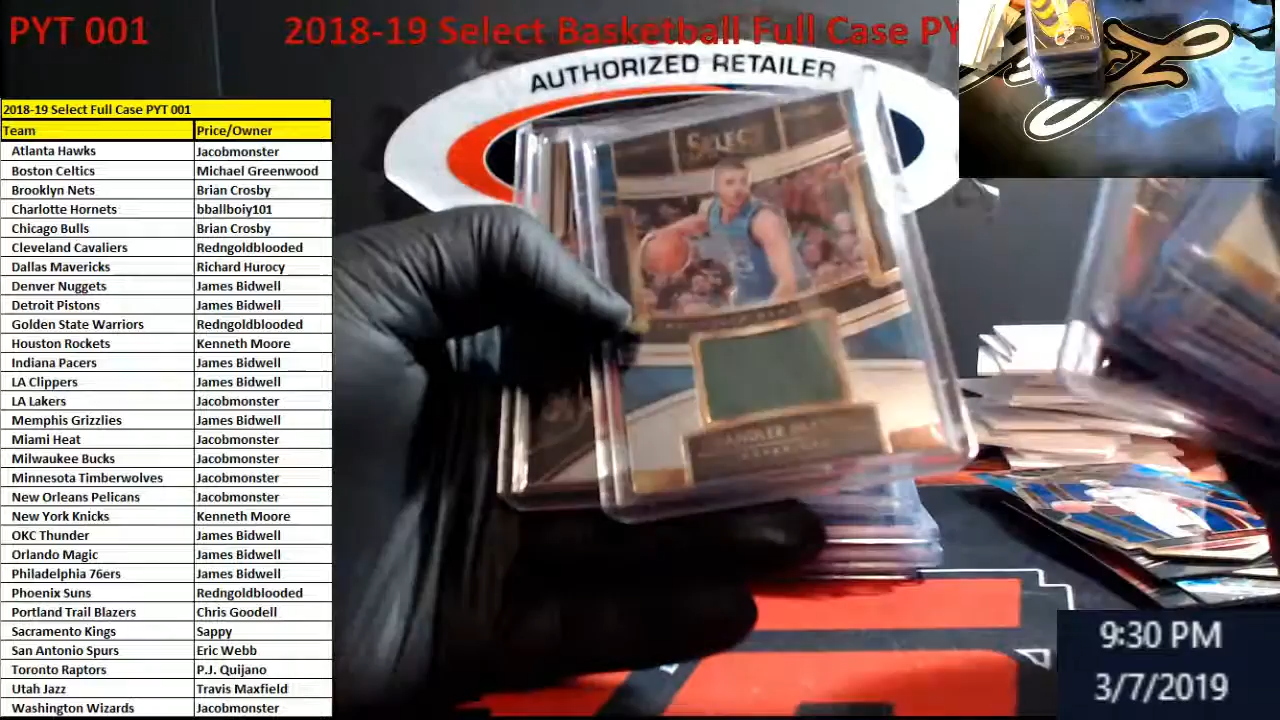 PYT 001
2018-19 Select Basketball Full Case PY
AUTHORIZED RETAILER
2018-19 Select Full Case PYT 001
Team Price/Owner
Atlanta Hawks Jacobmonster
Boston Celtics Michael Greenwood
Brooklyn Nets Brian Crosby
Charlotte Hornets bballboiy101
Chicago Bulls Brian Crosby
Cleveland Cavaliers Redngoldblooded
Dallas Mavericks Richard Hurocy
Denver Nuggets James Bidwell
Detroit Pistons James Bidwell
Golden State Warriors Redngoldblooded
Houston Rockets Kenneth Moore
Indiana Pacers James Bidwell
LA Clippers James Bidwell
LA Lakers Jacobmonster
Memphis Grizzlies James Bidwell
Miami Heat Jacobmonster
Milwaukee Bucks Jacobmonster
Minnesota Timberwolves Jacobmonster
New Orleans Pelicans Jacobmonster
New York Knicks Kenneth Moore
OKC Thunder James Bidwell
Orlando Magic James Bidwell
Philadelphia 76ers James Bidwell
Phoenix Suns Redngoldblooded
Portland Trail Blazers Chris Goodell
Sacramento Kings Sappy
San Antonio Spurs Eric Webb
Toronto Raptors P.J. Quijano
Utah Jazz Travis Maxfield
Washington Wizards Jacobmonster
SELECT
9:30 PM
3/7/2019